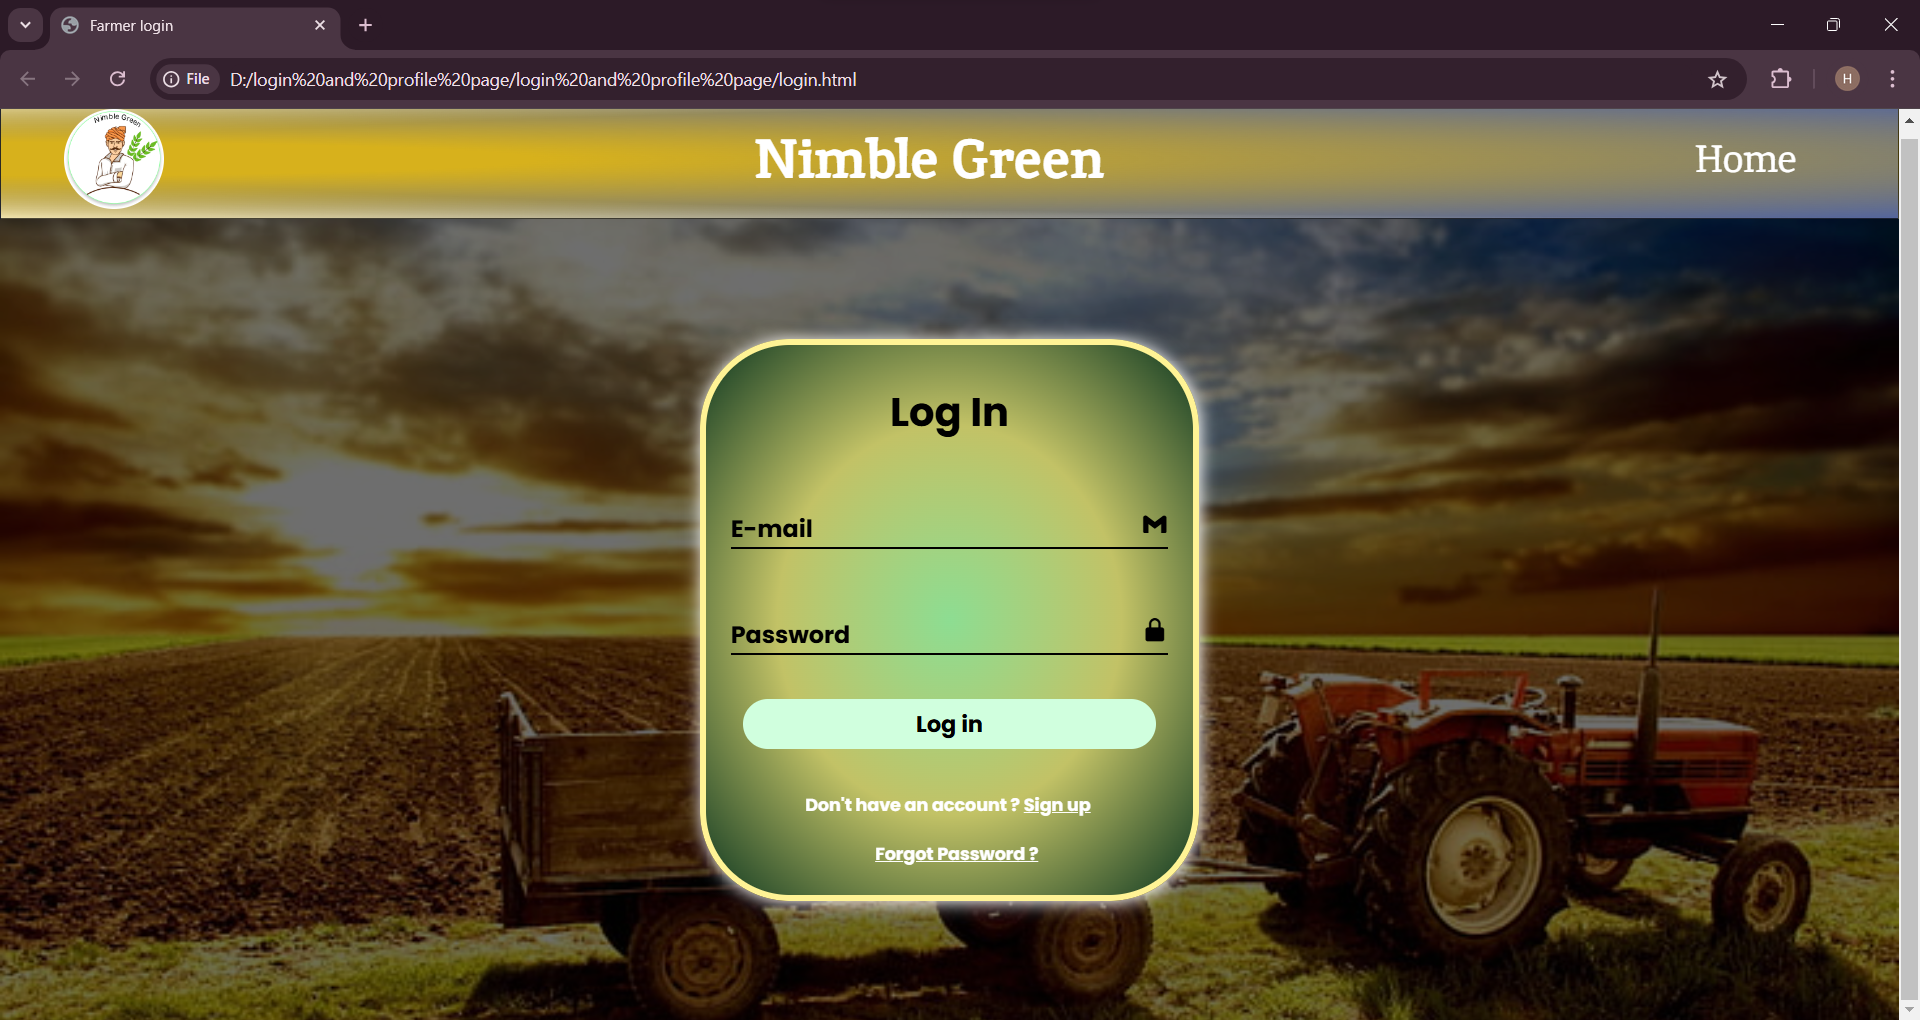 Farmer login
File
D:/login%20and%20profile%20page/login%20and%20profile%20page/login.html
H
Nimble Green
Nimble Green
Home
Log In
E-mail
Password
Log in
Don't have an account ? Sign up
Forgot Password ?